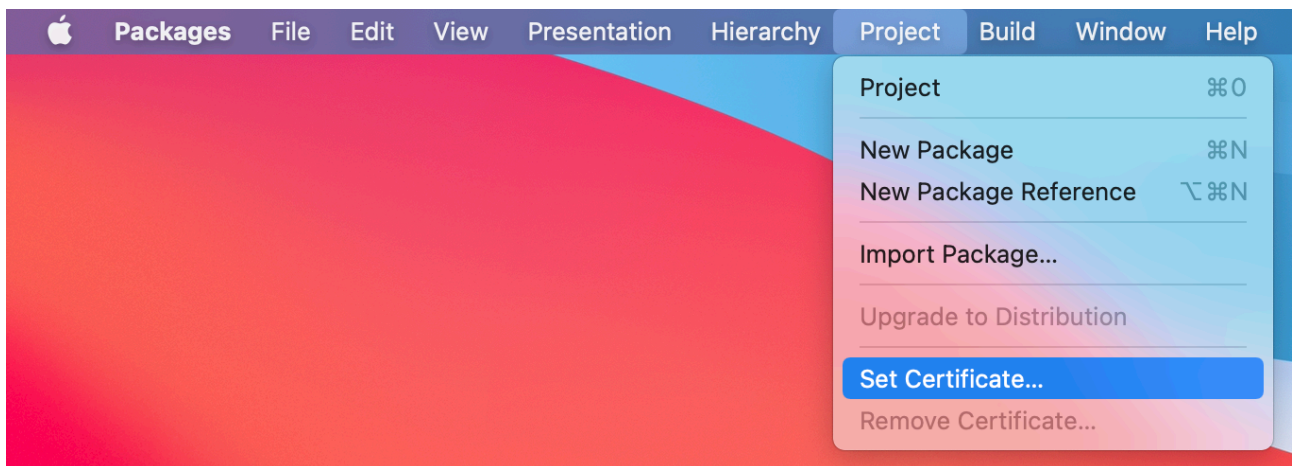 Packages File Edit View Presentation Hierarchy Project Build Window Help
Project ⌘O
New Package ⌘N
New Package Reference ⌥⌘N
Import Package...
Upgrade to Distribution
Set Certificate...
Remove Certificate...